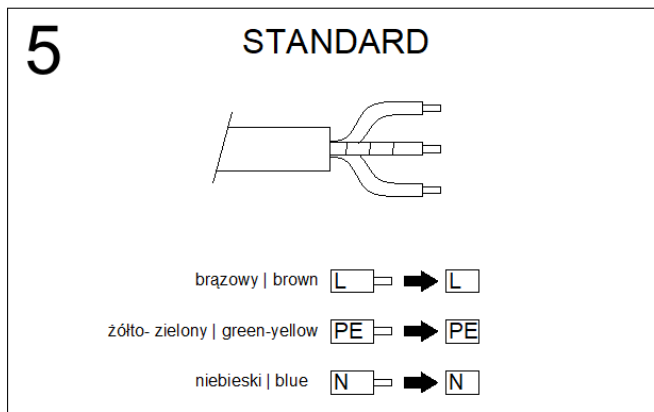 5
STANDARD
brązowy | brown L L
żółto- zielony | green-yellow PE PE
niebieski | blue N N